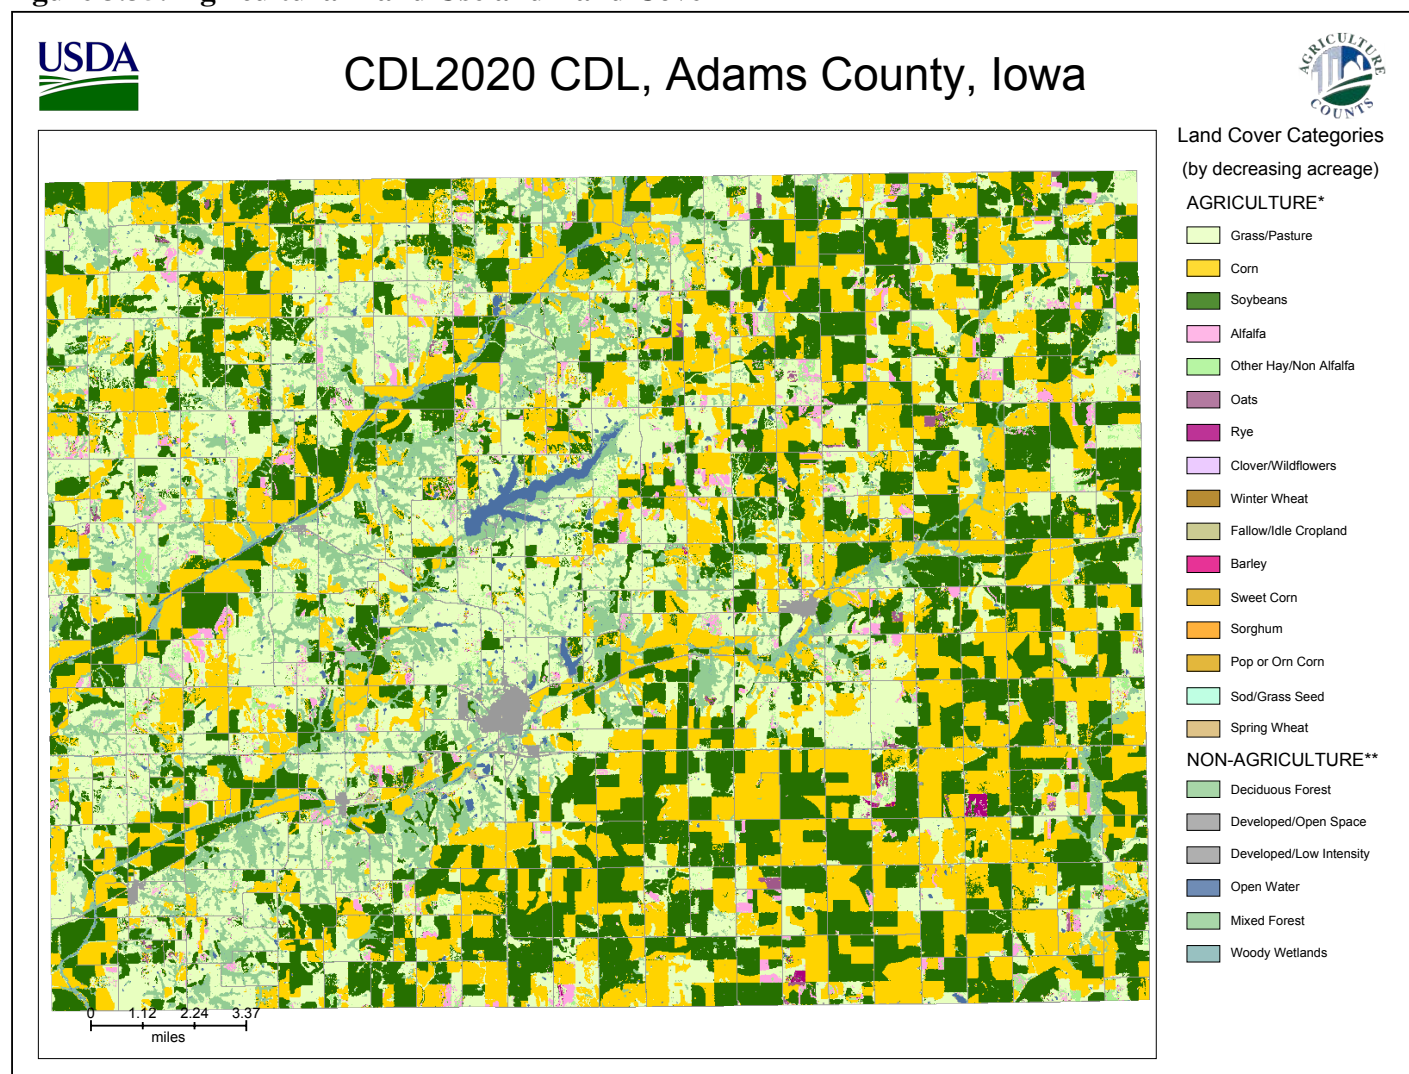 USDA
CDL2020 CDL, Adams County, Iowa
AGRICULTURE
COUNTS
Land Cover Categories
(by decreasing acreage)
AGRICULTURE*
Grass/Pasture
Corn
Soybeans
Alfalfa
Other Hay/Non Alfalfa
Oats
Rye
Clover/Wildflowers
Winter Wheat
Fallow/Idle Cropland
Barley
Sweet Corn
Sorghum
Pop or Orn Corn
Sod/Grass Seed
Spring Wheat
NON-AGRICULTURE**
Deciduous Forest
Developed/Open Space
Developed/Low Intensity
Open Water
Mixed Forest
Woody Wetlands
0 1.12 2.24 3.37
miles